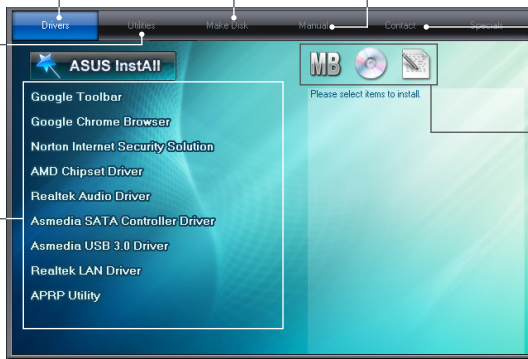 Drivers Utilities Make Disk Manual Contact Specials
ASUS InstAll
MB
Please select items to install.
Google Toolbar
Google Chrome Browser
Norton Internet Security Solution
AMD Chipset Driver
Realtek Audio Driver
Asmedia SATA Controller Driver
Asmedia USB 3.0 Driver
Realtek LAN Driver
APRP Utility